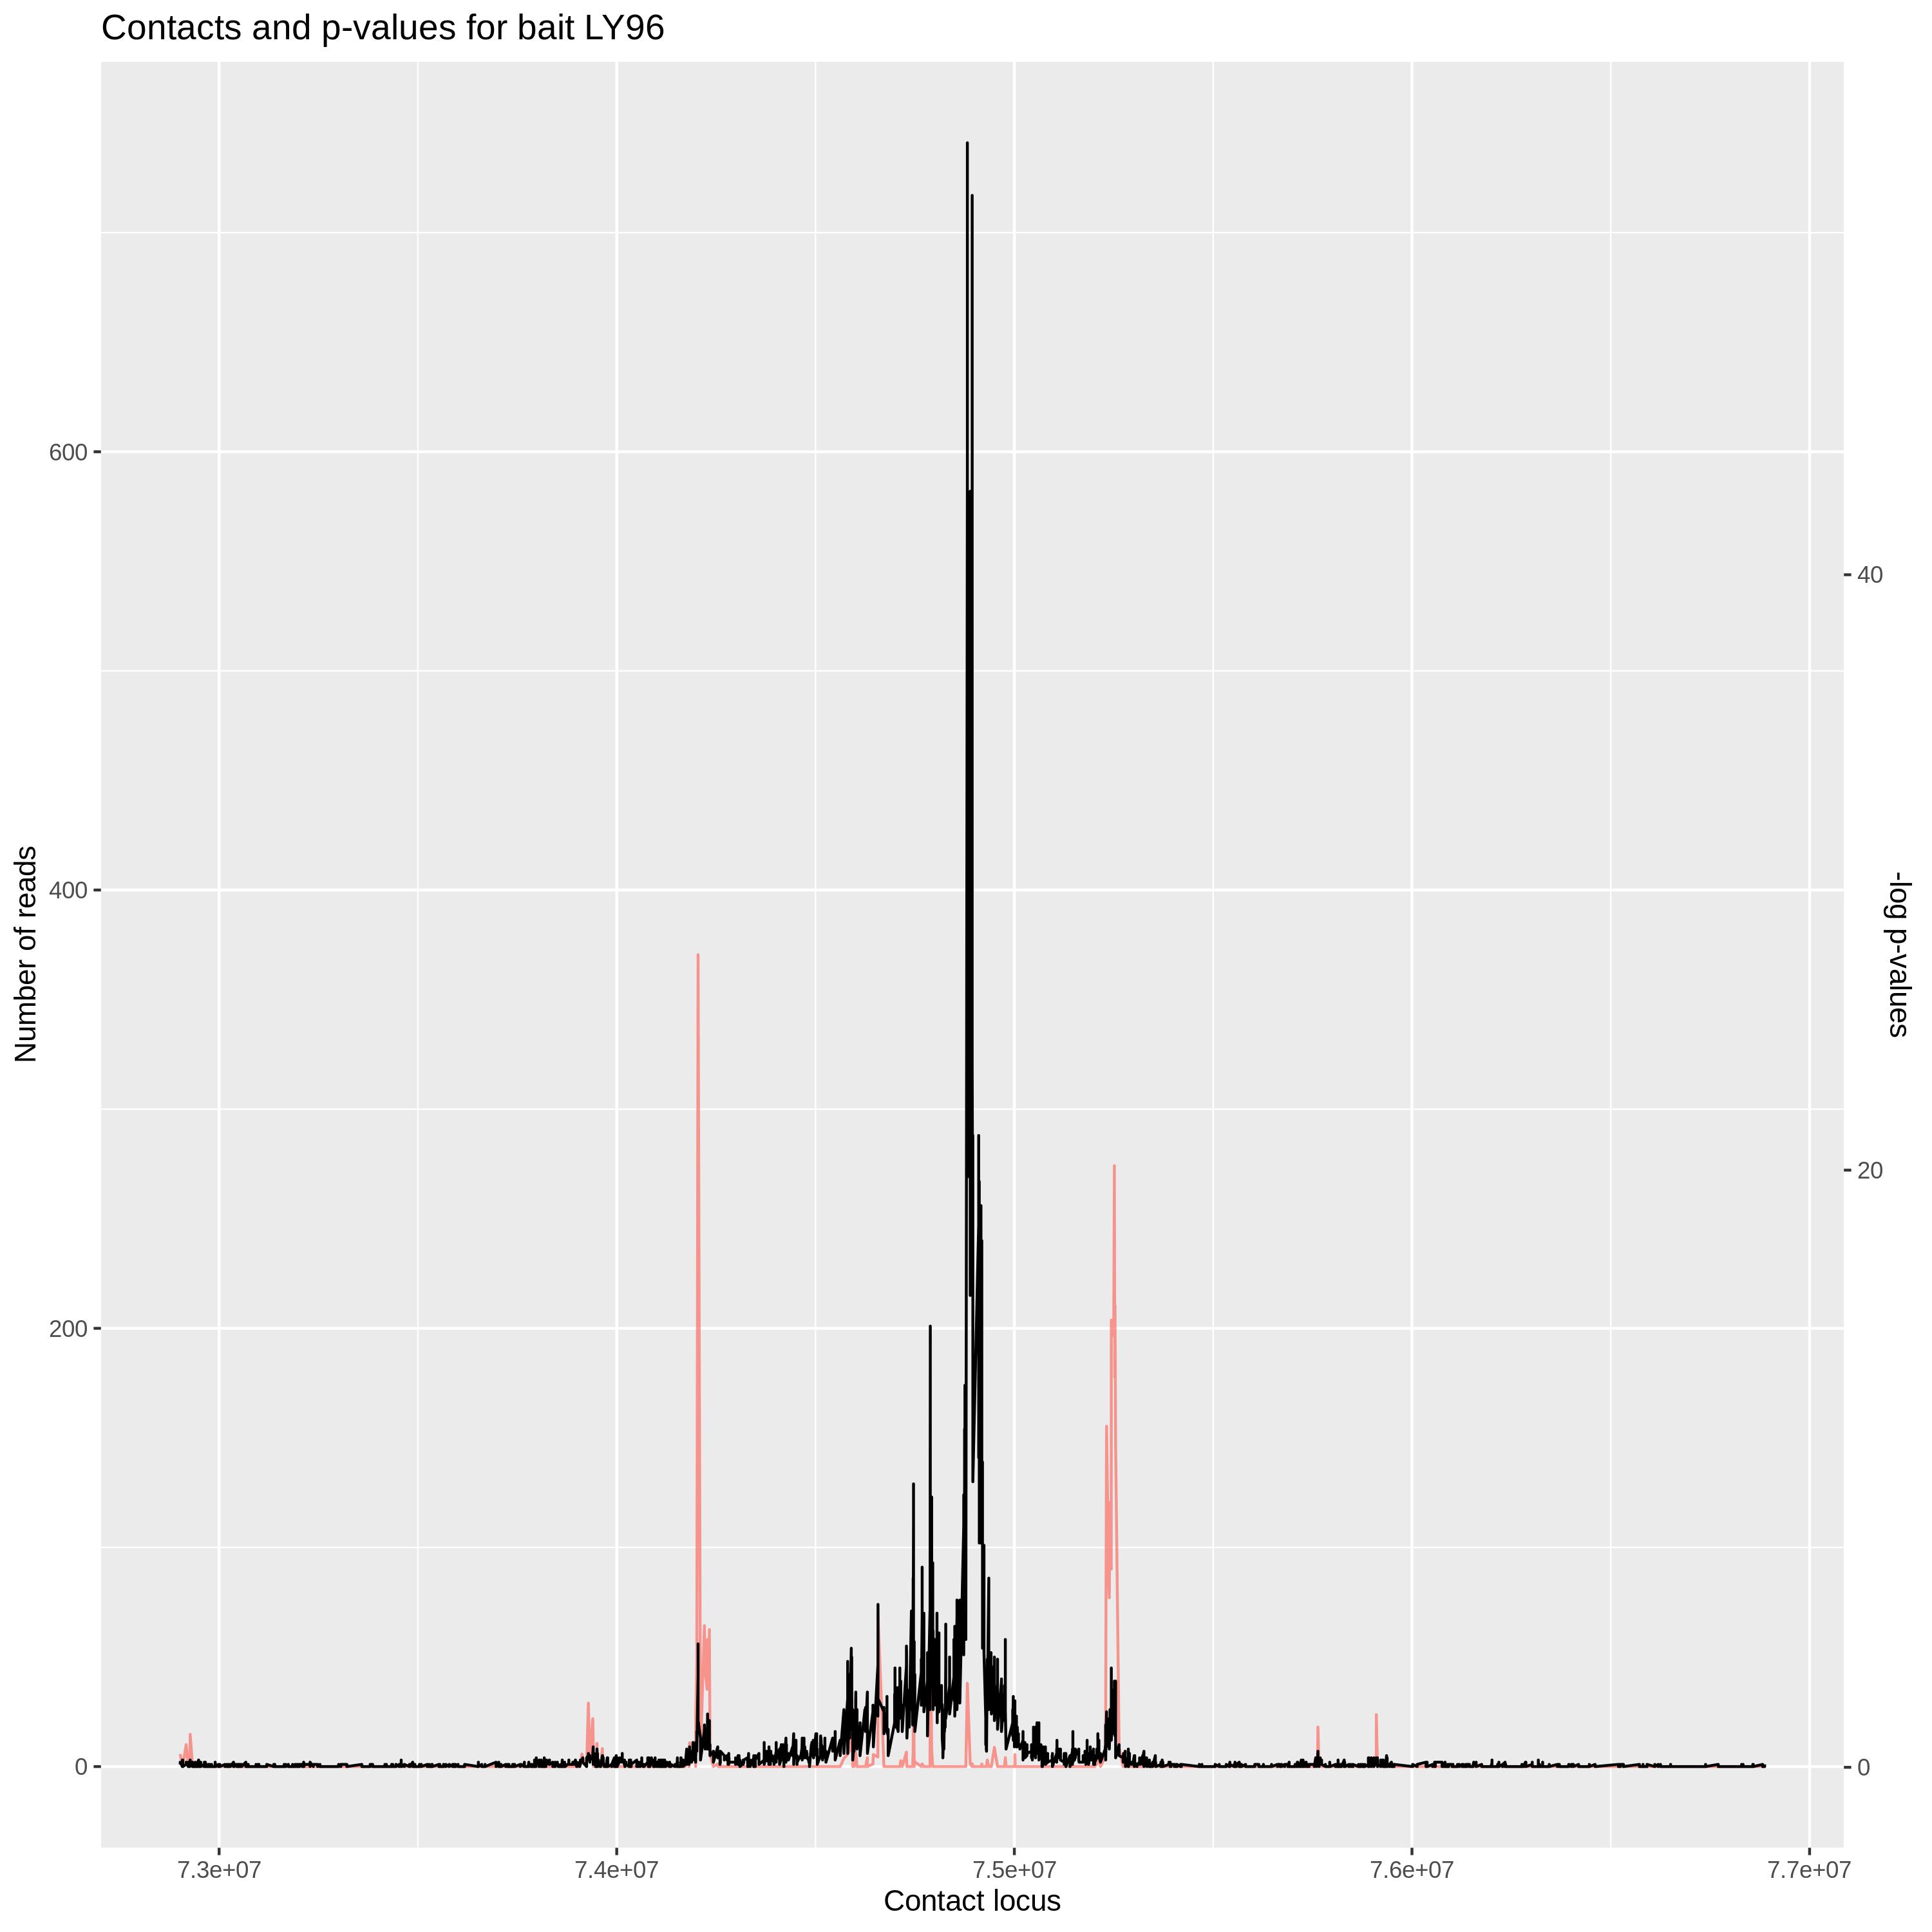 Contacts and p-values for bait LY96
Number of reads
600
400
200
0
40
20
0
-log p-values
7.3e+07
7.4e+07
7.5e+07
7.6e+07
7.7e+07
Contact locus